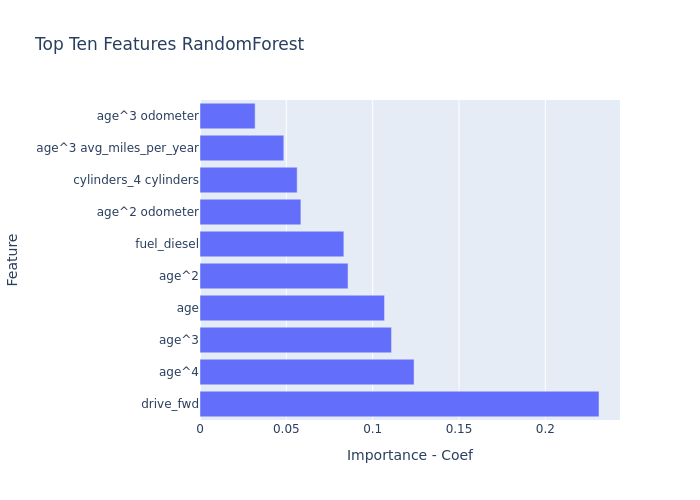 Top Ten Features RandomForest
age^3 odometer
age^3 avg_miles_per_year
cylinders_4 cylinders
age^2 odometer
fuel_diesel
age^2
age
age^3
age^4
drive_fwd
Feature
0 0.05 0.1 0.15 0.2
Importance - Coef